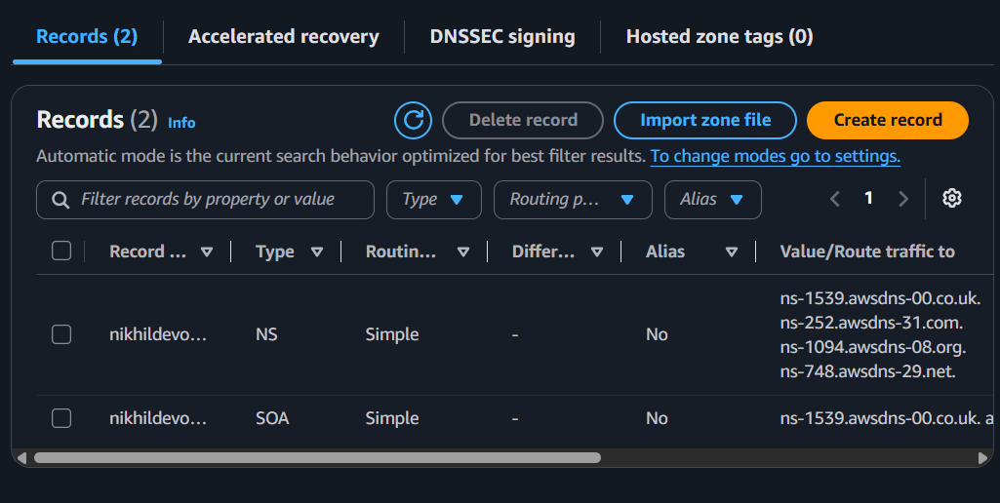 Records (2) Accelerated recovery DNSSEC signing Hosted zone tags (0)
Records (2) Info Delete record Import zone file Create record
Automatic mode is the current search behavior optimized for best filter results. To change modes go to settings.
Filter records by property or value Type Routing p... Alias 1
Record ... Type Routin... Differ... Alias Value/Route traffic to
nikhildevo... NS Simple - No ns-1539.awsdns-00.co.uk.
ns-252.awsdns-31.com.
ns-1094.awsdns-08.org.
ns-748.awsdns-29.net.
nikhildevo... SOA Simple - No ns-1539.awsdns-00.co.uk. a